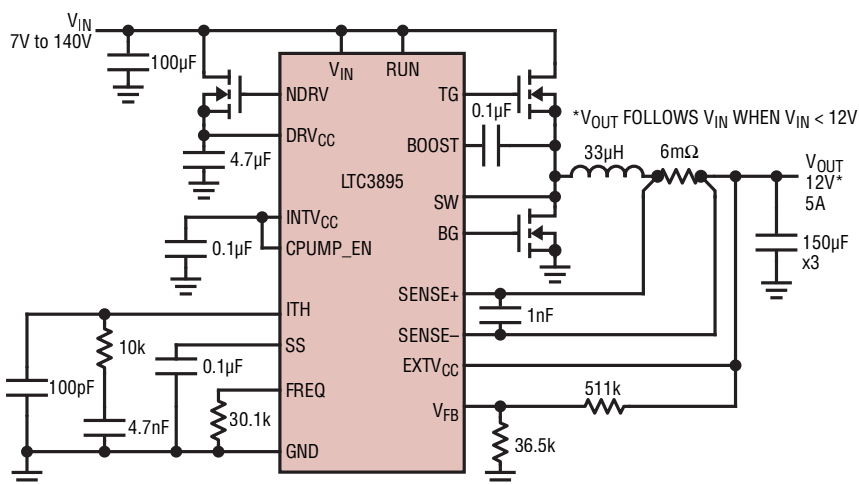 VIN
7V to 140V
100µF
VIN
RUN
NDRV
TG
0.1µF
*VOUT FOLLOWS VIN WHEN VIN < 12V
DRVCC
BOOST
4.7µF
33µH
6mΩ
VOUT
12V*
5A
LTC3895
SW
INTVCC
BG
0.1µF
CPUMP_EN
150µF
x3
SENSE+
1nF
ITH
SENSE–
10k
SS
0.1µF
EXTVCC
100pF
FREQ
511k
4.7nF
30.1k
VFB
36.5k
GND